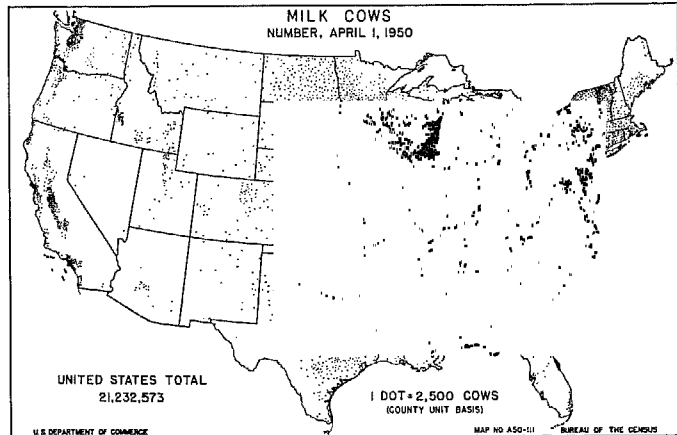 MILK COWS
NUMBER, APRIL 1, 1950
UNITED STATES TOTAL
21,232,573
1 DOT=2,500 COWS
(COUNTY UNIT BASIS)
U.S. DEPARTMENT OF COMMERCE
MAP NO A50-111
BUREAU OF THE CENSUS